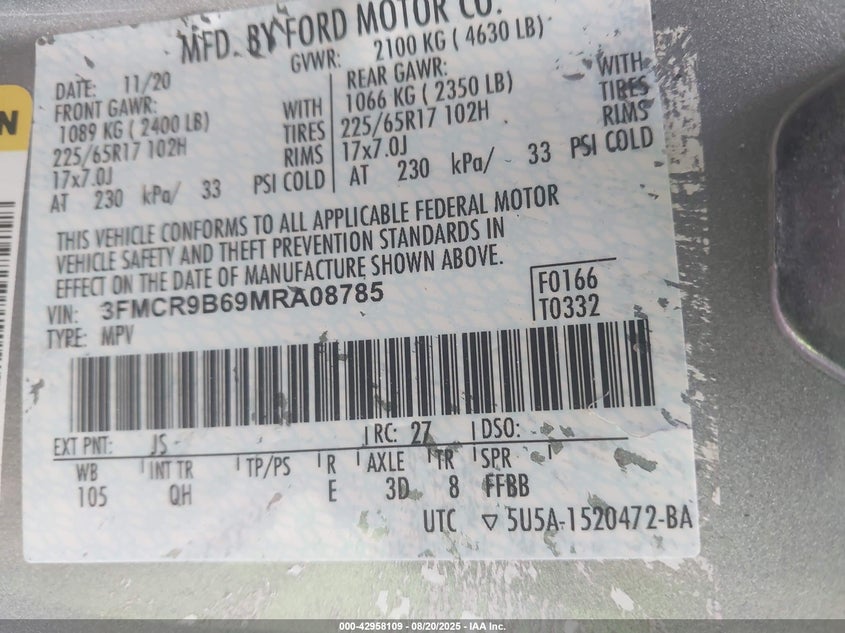 MFD. BY FORD MOTOR CO.
DATE: 11/20 GVWR: 2100 KG ( 4630 LB)
FRONT GAWR: REAR GAWR:
1089 KG ( 2400 LB) WITH 1066 KG ( 2350 LB) WITH
225/65R17 102H TIRES 225/65R17 102H TIRES
17x7.0J RIMS 17x7.0J RIMS
AT 230 kPa/ 33 PSI COLD AT 230 kPa/ 33 PSI COLD
THIS VEHICLE CONFORMS TO ALL APPLICABLE FEDERAL MOTOR
VEHICLE SAFETY AND THEFT PREVENTION STANDARDS IN
EFFECT ON THE DATE OF MANUFACTURE SHOWN ABOVE.
VIN: 3FMCR9B69MRA08785 F0166
TYPE: MPV T0332
EXT PNT: JS RC: 27 DSO:
WB INT TR TP/PS R AXLE TR SPR
105 QH E 3D 8 FFBB
UTC ▽ 5U5A-1520472-BA
N
000-42958109 - 08/20/2025 - IAA Inc.